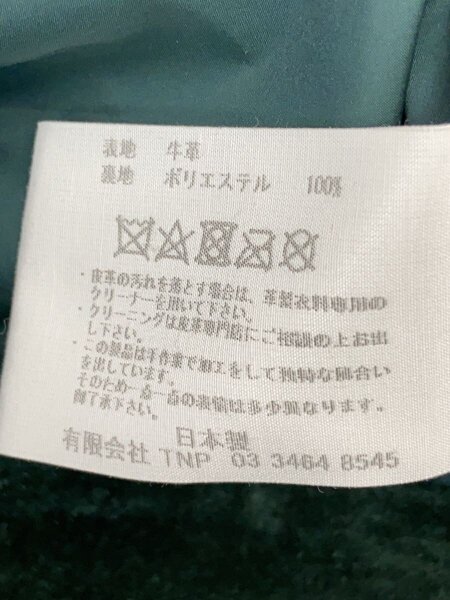 表地 牛革
裏地 ポリエステル 100%
・皮革の汚れを落とす場合は、革製衣料専用の
クリーナーを用いて下さい。
・クリーニングは皮革専門店にご相談の上お出
し下さい。
・この製品は手作業で加工をして独特な風合い
を出しています。
そのため一点一点の表情は多少異なります。
御了承下さい。
日本製
有限会社 TNP 03 3464 8545